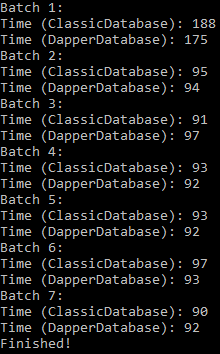 Batch 1:
Time (ClassicDatabase): 188
Time (DapperDatabase): 175
Batch 2:
Time (ClassicDatabase): 95
Time (DapperDatabase): 94
Batch 3:
Time (ClassicDatabase): 91
Time (DapperDatabase): 97
Batch 4:
Time (ClassicDatabase): 93
Time (DapperDatabase): 92
Batch 5:
Time (ClassicDatabase): 93
Time (DapperDatabase): 92
Batch 6:
Time (ClassicDatabase): 97
Time (DapperDatabase): 93
Batch 7:
Time (ClassicDatabase): 90
Time (DapperDatabase): 92
Finished!